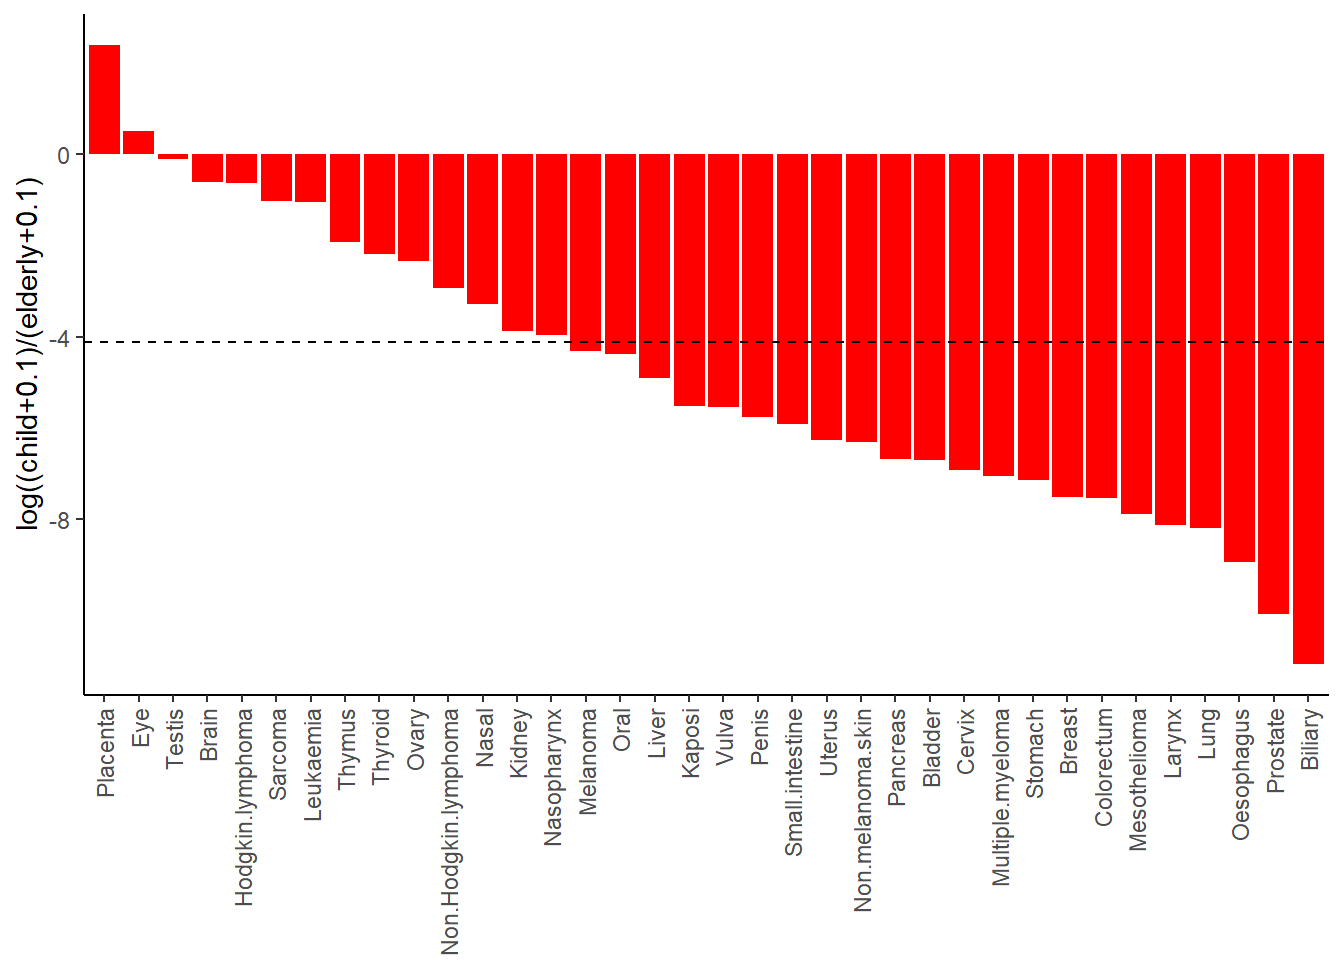 log((child+0.1)/(elderly+0.1)
0
-4
-8
Placenta
Eye
Testis
Brain
Hodgkin.lymphoma
Sarcoma
Leukaemia
Thymus
Thyroid
Ovary
Non.Hodgkin.lymphoma
Nasal
Kidney
Nasopharynx
Melanoma
Oral
Liver
Kaposi
Vulva
Penis
Small.intestine
Uterus
Non.melanoma.skin
Pancreas
Bladder
Cervix
Multiple.myeloma
Stomach
Breast
Colorectum
Mesothelioma
Larynx
Lung
Oesophagus
Prostate
Biliary